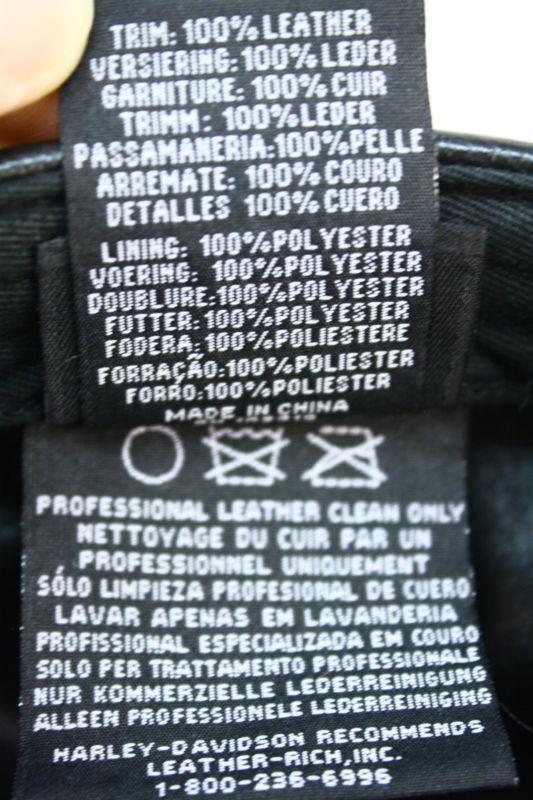 TRIM: 100% LEATHER
VERSIERING: 100% LEDER
GARNITURE: 100% CUIR
TRIMM: 100% LEDER
PASSAMANERIA:100%PELLE
ARREMATE: 100% COURO
DETALLES 100% CUERO
LINING: 100%POLYESTER
VOERING: 100%POLYESTER
DOUBLURE:100%POLYESTER
FUTTER:100%POLYESTER
FODERA:100%POLIESTERE
FORRAÇÃO:100%POLIESTER
FORRO:100%POLIESTER
MADE IN CHINA
PROFESSIONAL LEATHER CLEAN ONLY
NETTOYAGE DU CUIR PAR UN
PROFESSIONNEL UNIQUEMENT
SÓLO LIMPIEZA PROFESIONAL DE CUERO
LAVAR APENAS EM LAVANDERIA
PROFISSIONAL ESPECIALIZADA EM COURO
SOLO PER TRATTAMENTO PROFESSIONALE
NUR KOMMERZIELLE LEDERREINIGUNG
ALLEEN PROFESSIONELE LEDERREINIGING
HARLEY-DAVIDSON RECOMMENDS
LEATHER-RICH,INC.
1-800-236-6996